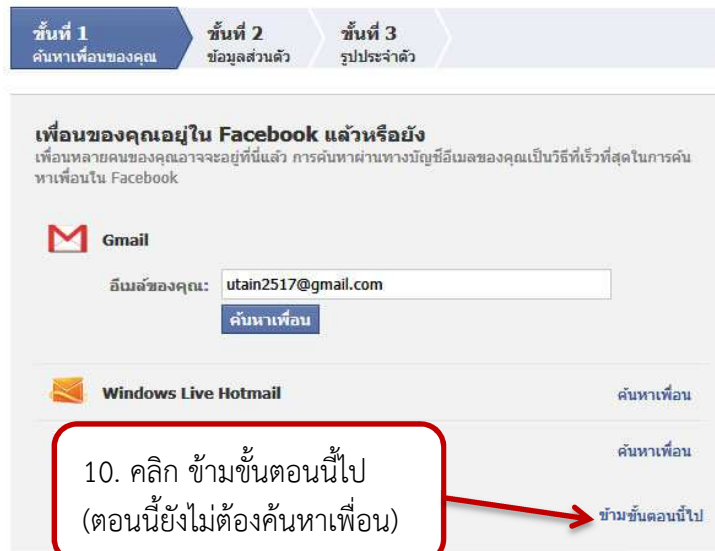 ขั้นที่ 1
ค้นหาเพื่อนของคุณ
ขั้นที่ 2
ข้อมูลส่วนตัว
ขั้นที่ 3
รูปประจำตัว
เพื่อนของคุณอยู่ใน Facebook แล้วหรือยัง
เพื่อนหลายคนของคุณอาจจะอยู่ที่นี่แล้ว การค้นหาผ่านทางบัญชีอีเมลของคุณเป็นวิธีที่เร็วที่สุดในการค้น
หาเพื่อนใน Facebook
Gmail
อีเมล์ของคุณ: utain2517@gmail.com
ค้นหาเพื่อน
Windows Live Hotmail ค้นหาเพื่อน
ค้นหาเพื่อน
10. คลิก ข้ามขั้นตอนนี้ไป
(ตอนนี้ยังไม่ต้องค้นหาเพื่อน)
ข้ามขั้นตอนนี้ไป